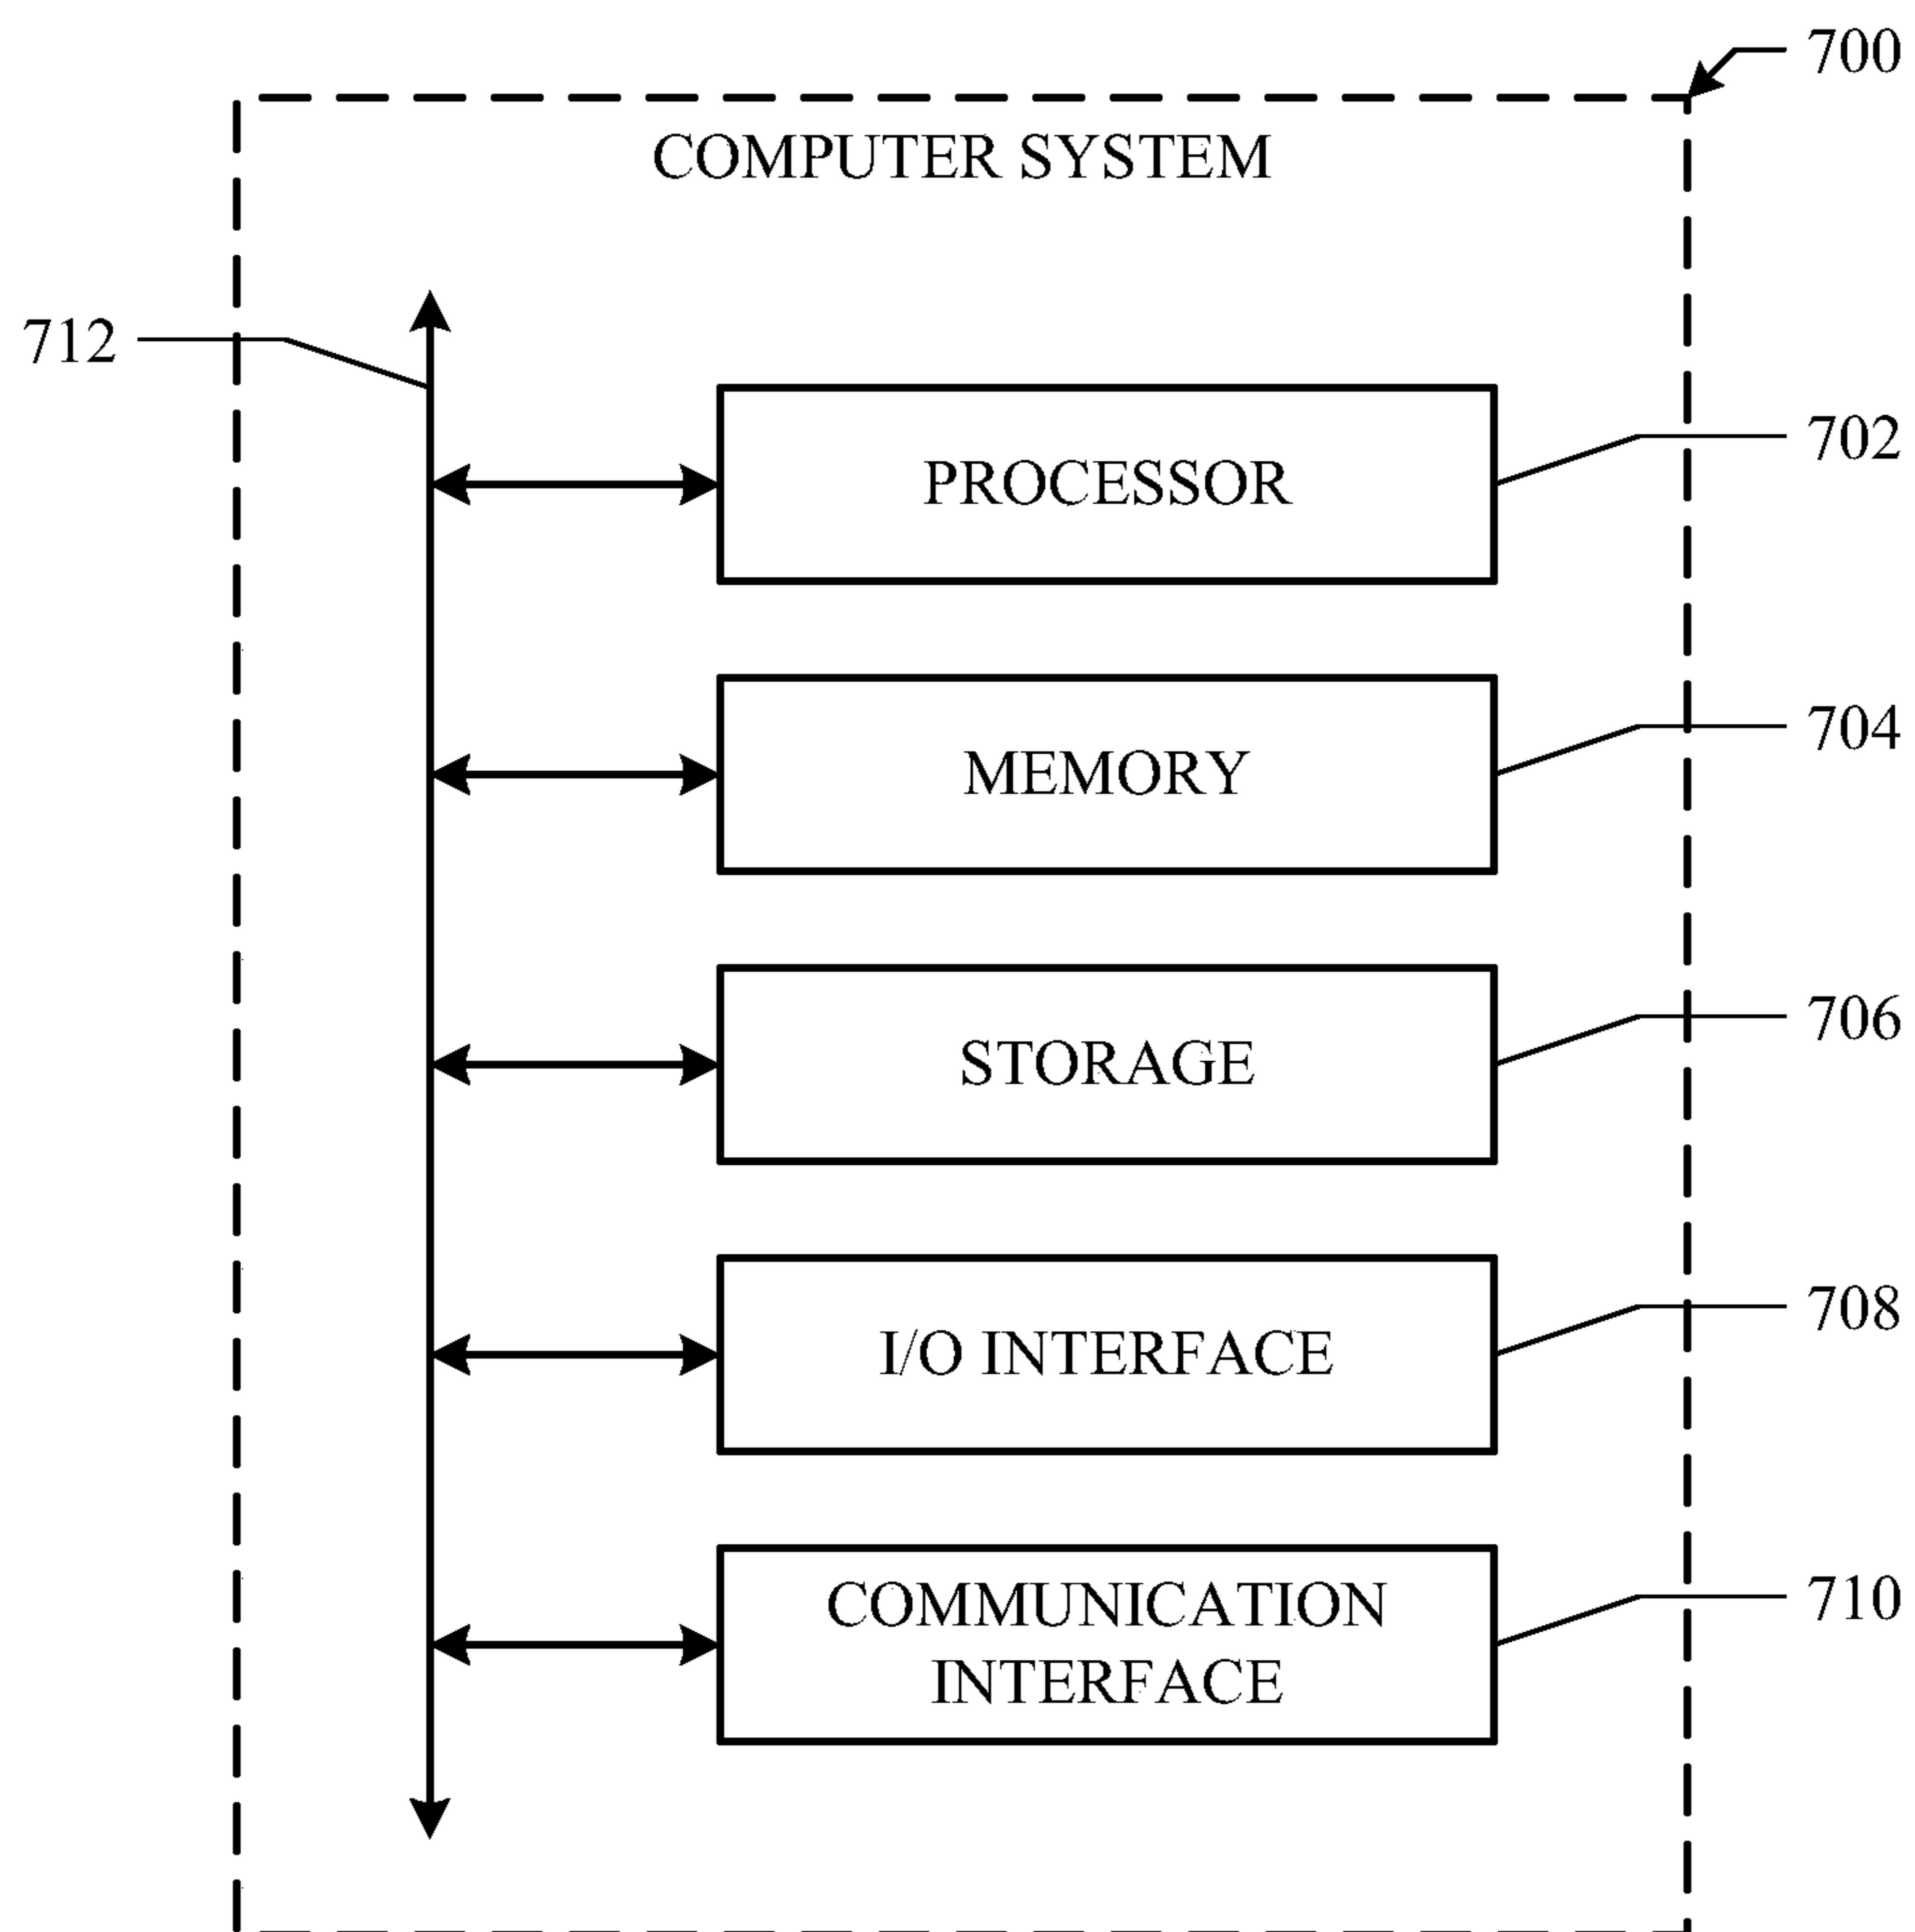 700
COMPUTER SYSTEM
712
PROCESSOR
702
MEMORY
704
STORAGE
706
I/O INTERFACE
708
COMMUNICATION
INTERFACE
710